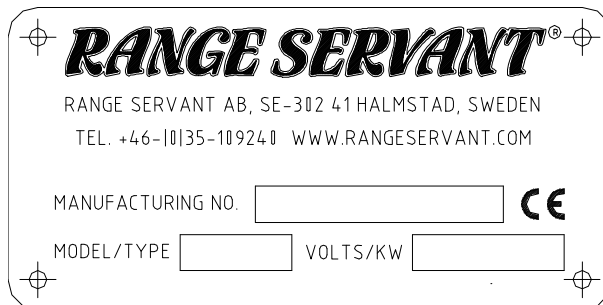 RANGE SERVANT®
RANGE SERVANT AB, SE-302 41 HALMSTAD, SWEDEN
TEL. +46-(0)35-109240 WWW.RANGESERVANT.COM
MANUFACTURING NO. CE
MODEL/TYPE VOLTS/KW